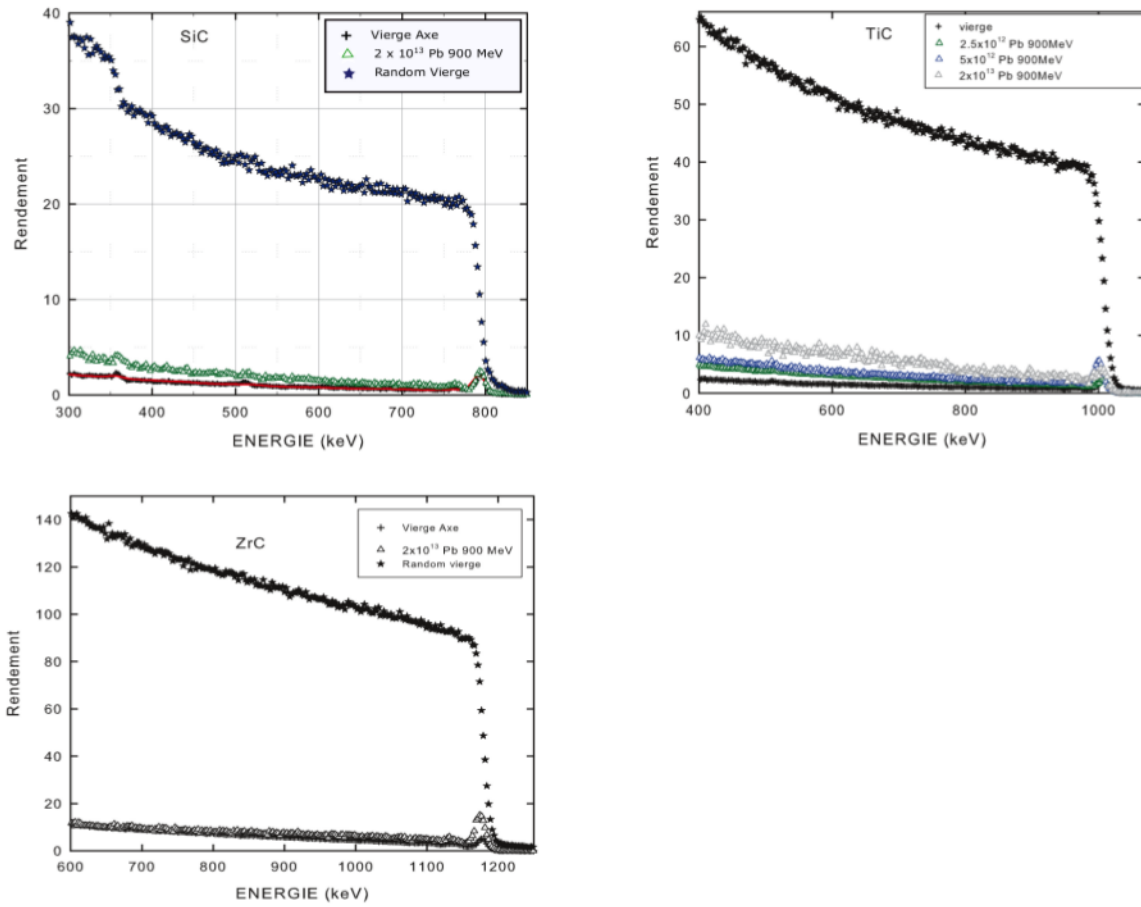 SiC
Vierge Axe
2 x 10¹³ Pb 900 MeV
Random Vierge
Rendement
40
30
20
10
0
300 400 500 600 700 800
ENERGIE (keV)
TiC
vierge
2.5x10¹² Pb 900MeV
5x10¹² Pb 900MeV
2x10¹³ Pb 900MeV
Rendement
60
50
40
30
20
10
0
400 600 800 1000
ENERGIE (keV)
ZrC
Vierge Axe
2x10¹³ Pb 900 MeV
Random vierge
Rendement
140
120
100
80
60
40
20
0
600 700 800 900 1000 1100 1200
ENERGIE (keV)